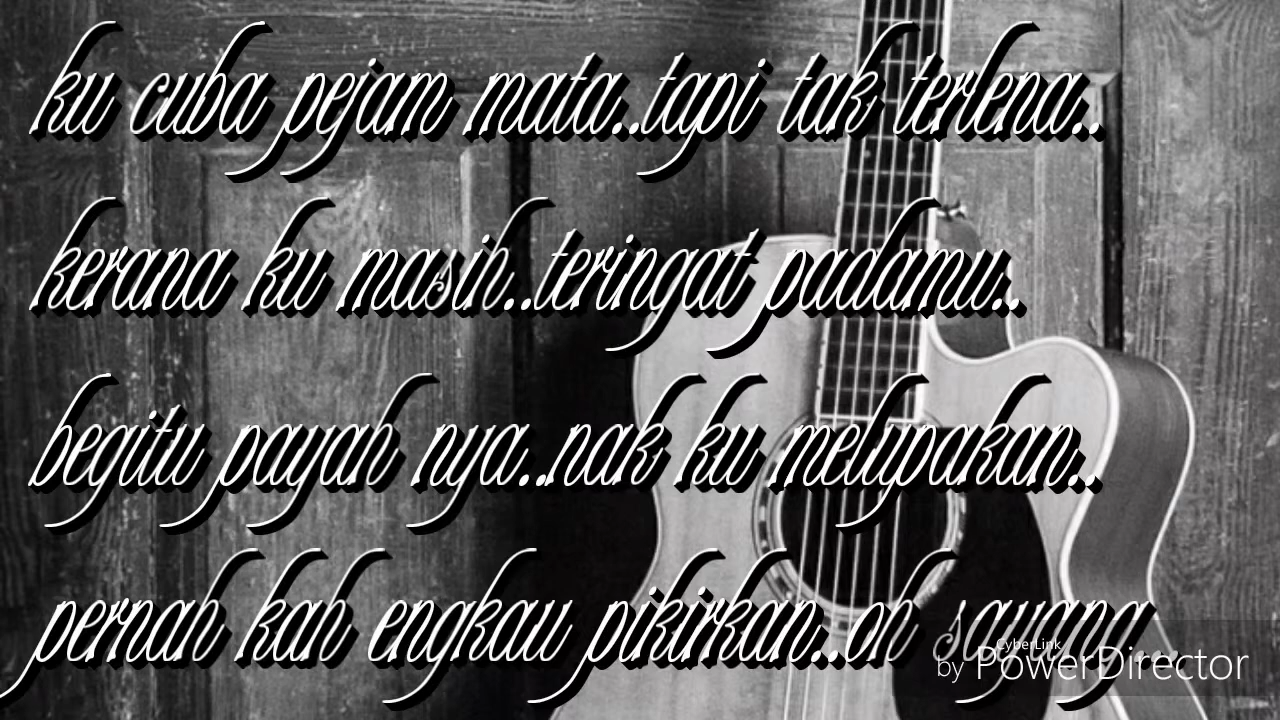 ku cuba pejam mata..tapi tak terlena..
kerana ku masih..teringat padamu..
begitu payah nya..nak ku melupakan..
pernah kah engkau pikirkan..oh sayang...
CyberLink
by PowerDirector